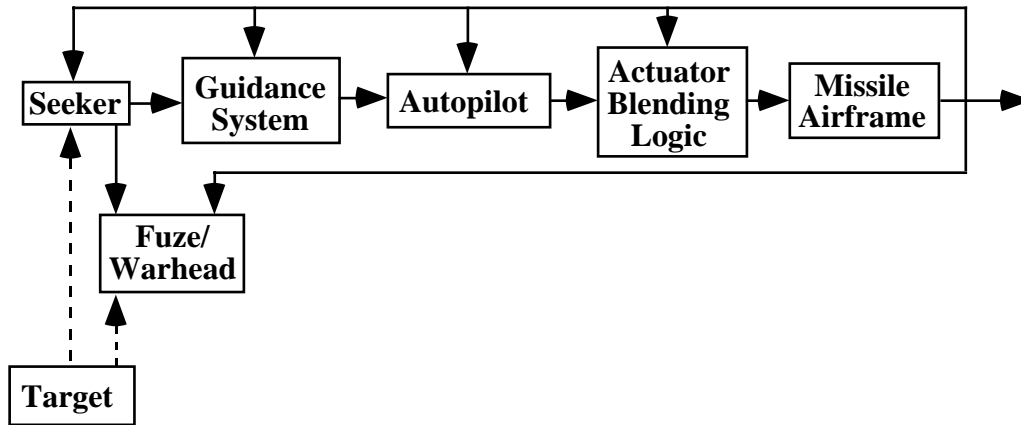 Seeker
Guidance
System
Autopilot
Actuator
Blending
Logic
Missile
Airframe
Fuze/
Warhead
Target